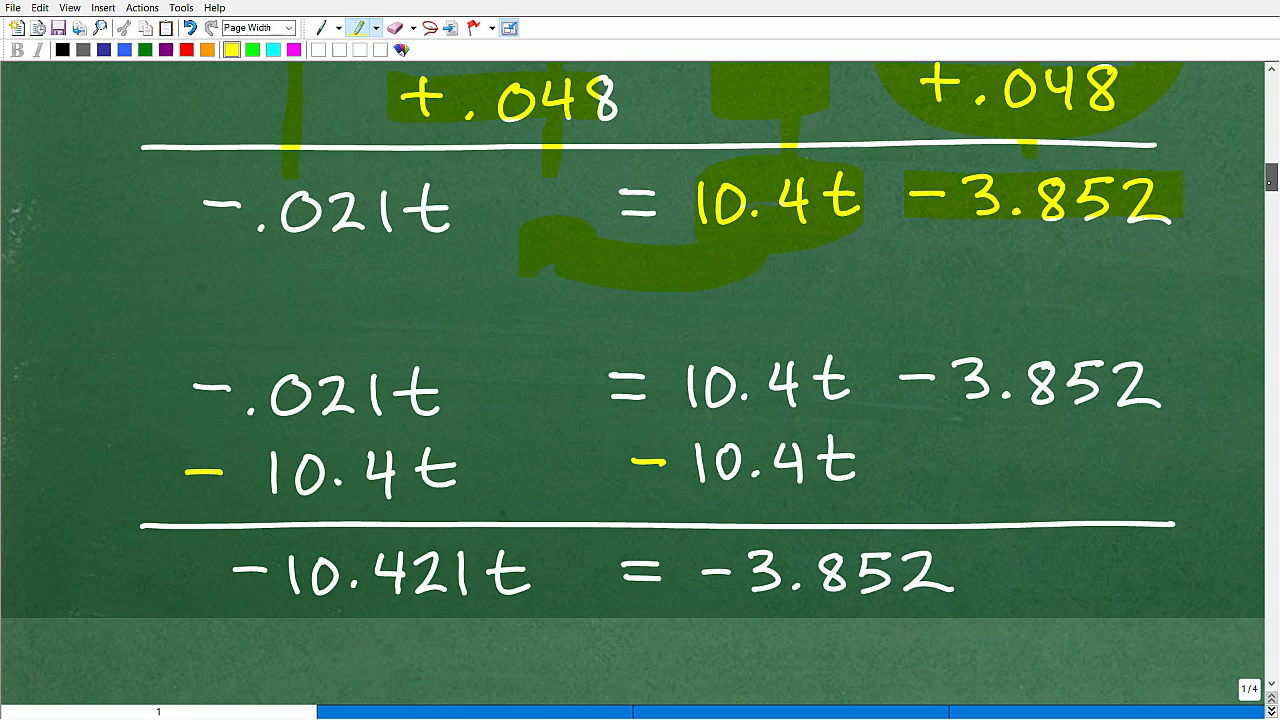 File Edit View Insert Actions Tools Help
Page Width
B I
+.048 +.048
-.021t = 10.4t -3.852
-.021t = 10.4t -3.852
- 10.4t - 10.4t
-10.421t = -3.852
1/4
1